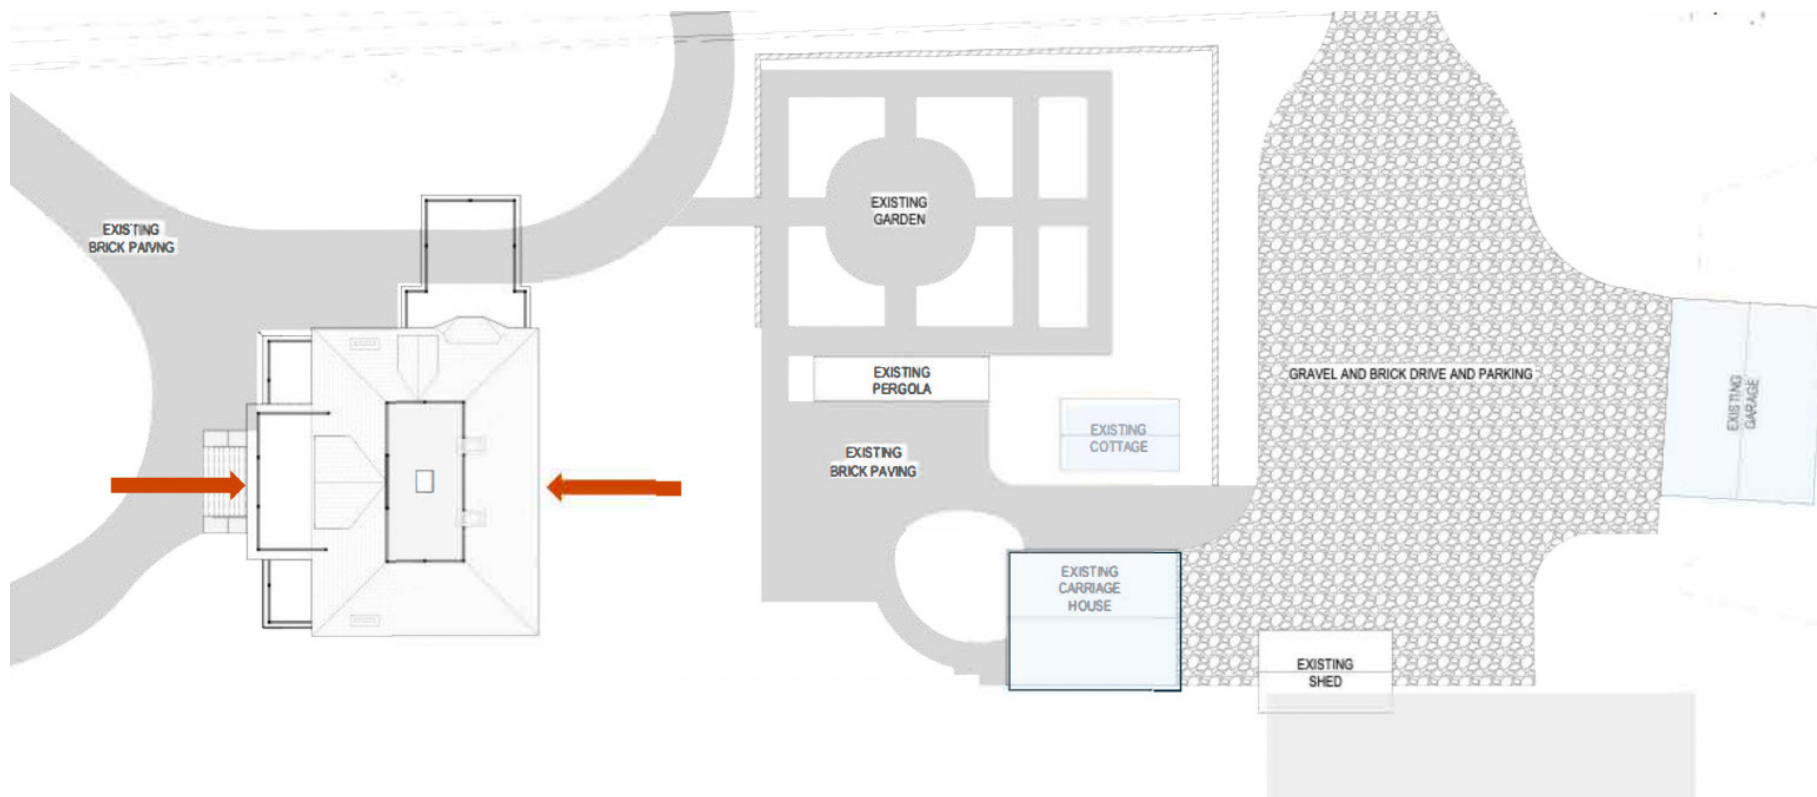 EXISTING
BRICK PAIVNG
EXISTING
GARDEN
EXISTING
PERGOLA
GRAVEL AND BRICK DRIVE AND PARKING
EXISTING
GARAGE
EXISTING
COTTAGE
EXISTING
BRICK PAVING
EXISTING
CARRIAGE
HOUSE
EXISTING
SHED